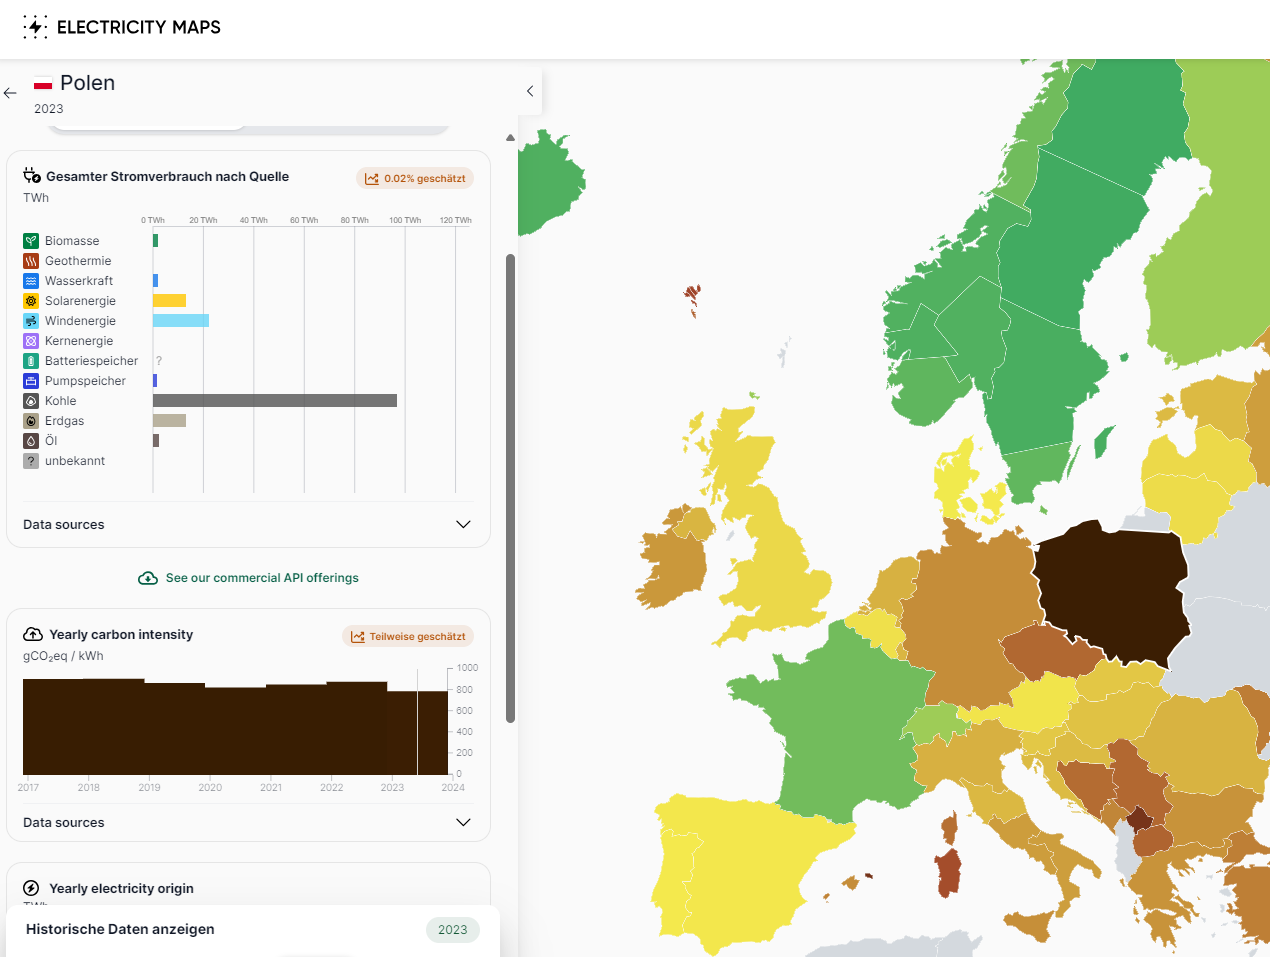 ELECTRICITY MAPS
Polen
2023
Gesamter Stromverbrauch nach Quelle
0.02% geschätzt
TWh
0 TWh 20 TWh 40 TWh 60 TWh 80 TWh 100 TWh 120 TWh
Biomasse
Geothermie
Wasserkraft
Solarenergie
Windenergie
Kernenergie
Batteriespeicher ?
Pumpspeicher
Kohle
Erdgas
Öl
? unbekannt
Data sources
See our commercial API offerings
Yearly carbon intensity
Teilweise geschätzt
gCO₂eq / kWh
1000
800
600
400
200
0
2017 2018 2019 2020 2021 2022 2023 2024
Data sources
Yearly electricity origin
TWh
Historische Daten anzeigen
2023